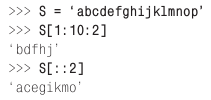 >>> S = ‘abcdefghijklmnop’
>>> S[1:10:2]
‘bdfhj’
>>> S[::2]
‘acegikmo’